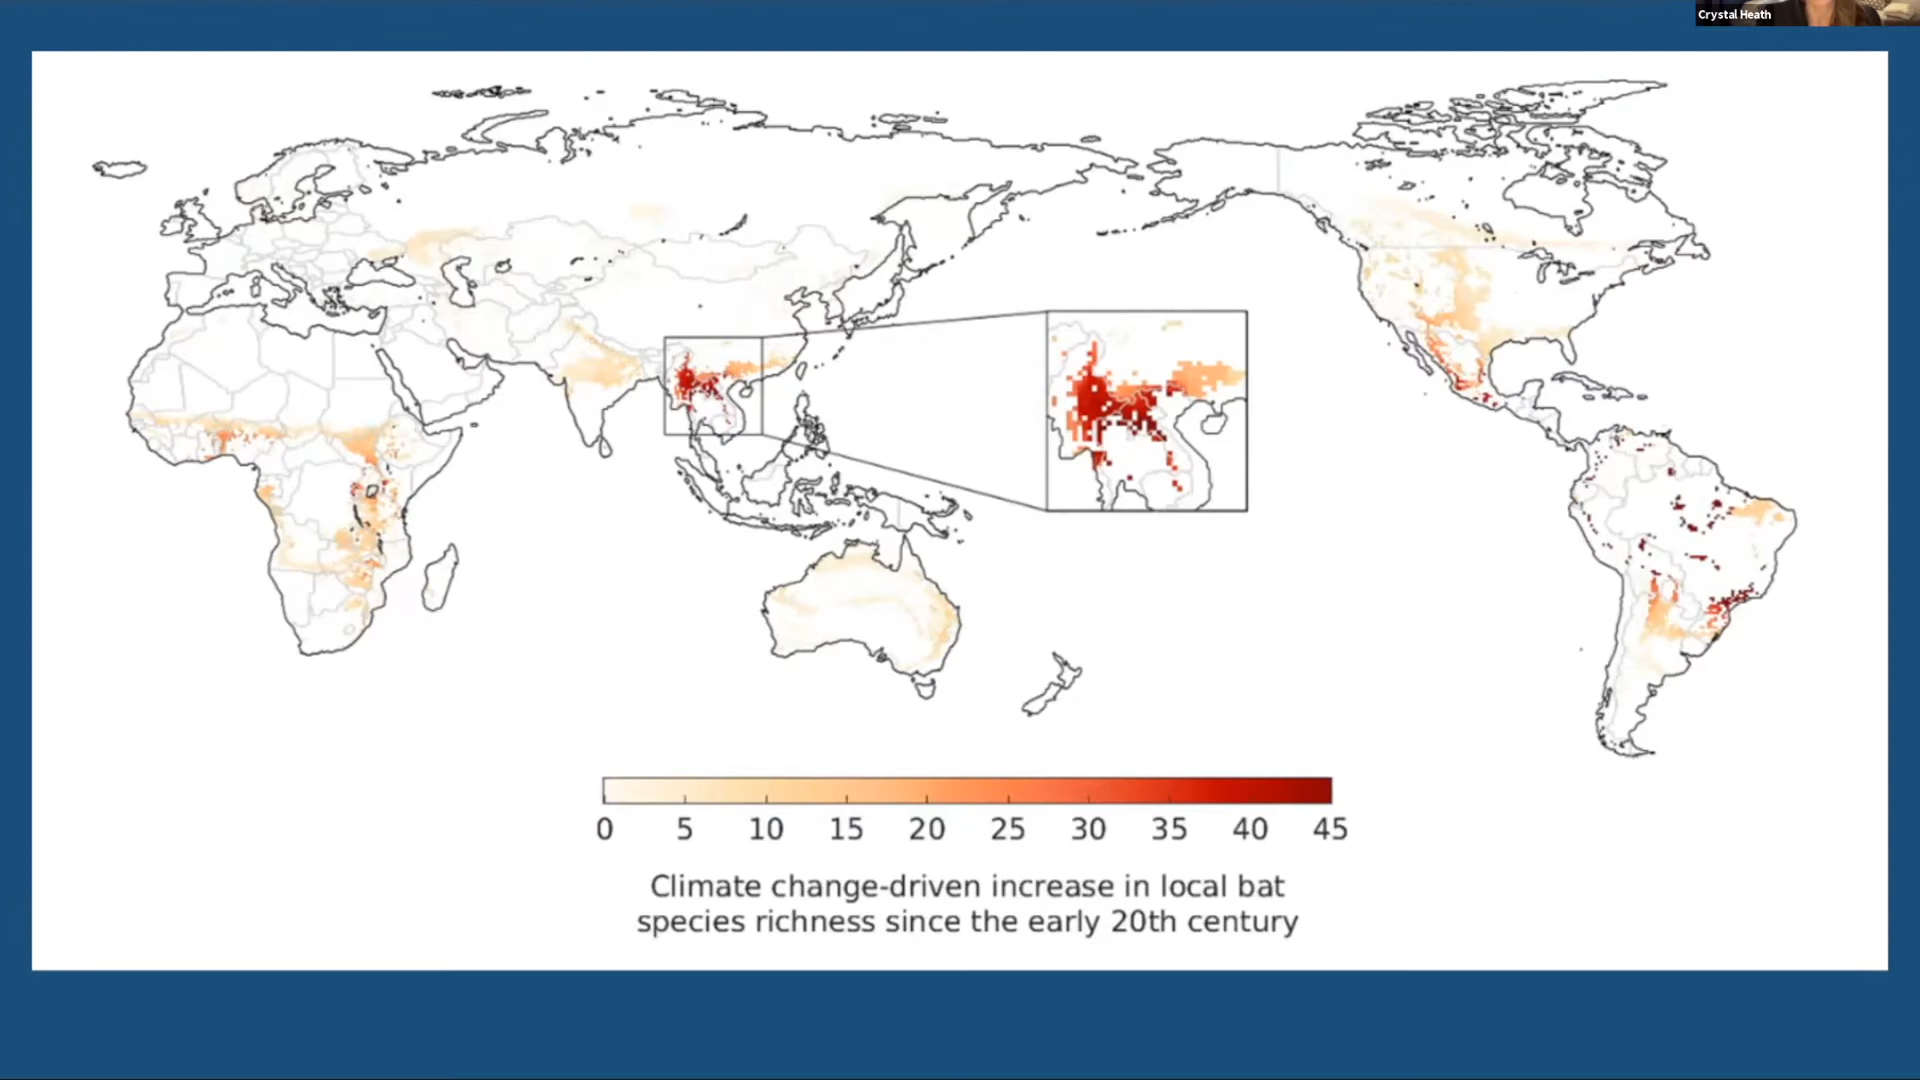 Crystal Heath
0 5 10 15 20 25 30 35 40 45
Climate change-driven increase in local bat
species richness since the early 20th century